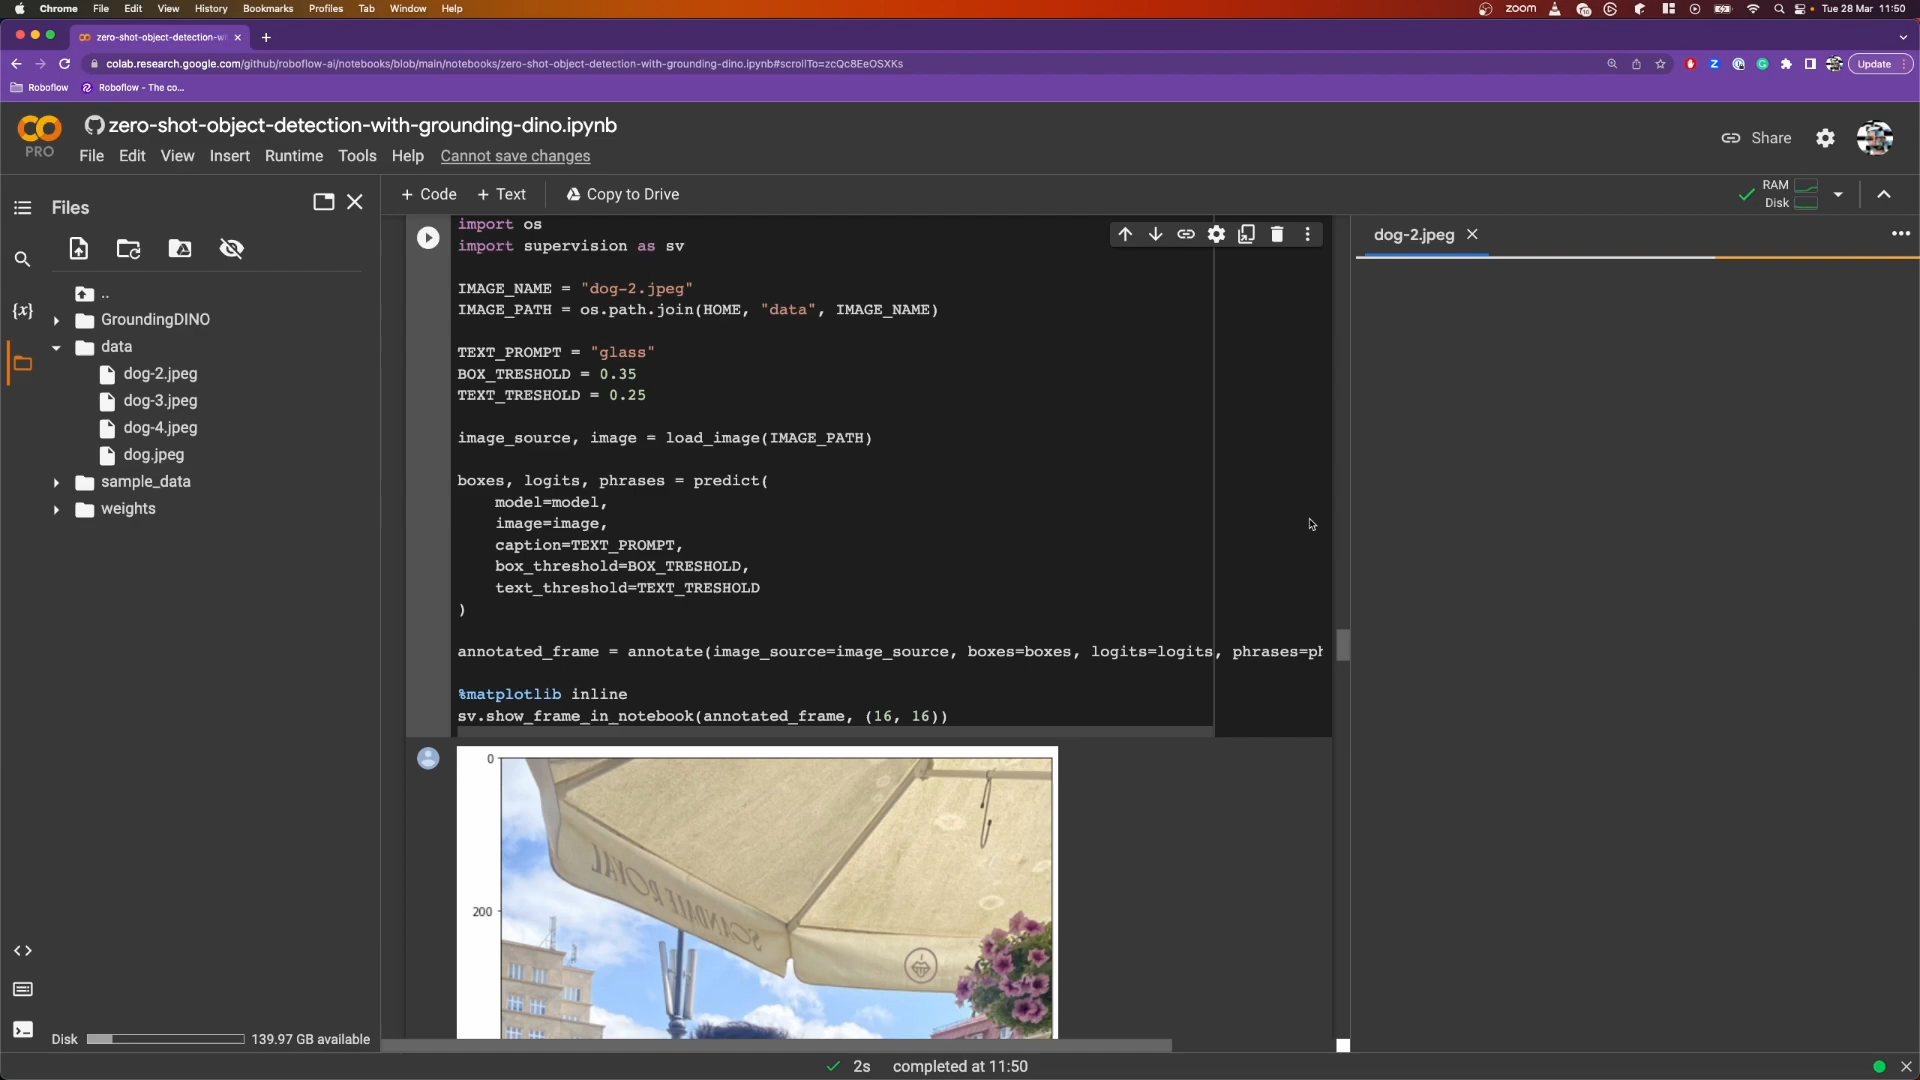 Chrome File Edit View History Bookmarks Profiles Tab Window Help
zoom
Tue 28 Mar 11:50
zero-shot-object-detection-wi
colab.research.google.com/github/roboflow-ai/notebooks/blob/main/notebooks/zero-shot-object-detection-with-grounding-dino.ipynb#scrollTo=zcQc8EeOSXKs
Update
Roboflow
Roboflow - The co...
CO
PRO
zero-shot-object-detection-with-grounding-dino.ipynb
File Edit View Insert Runtime Tools Help Cannot save changes
Share
Files
+ Code + Text Copy to Drive
RAM
Disk
..
GroundingDINO
data
dog-2.jpeg
dog-3.jpeg
dog-4.jpeg
dog.jpeg
sample_data
weights
{x}
Disk
139.97 GB available
import os
import supervision as sv
IMAGE_NAME = "dog-2.jpeg"
IMAGE_PATH = os.path.join(HOME, "data", IMAGE_NAME)
TEXT_PROMPT = "glass"
BOX_TRESHOLD = 0.35
TEXT_TRESHOLD = 0.25
image_source, image = load_image(IMAGE_PATH)
boxes, logits, phrases = predict(
model=model,
image=image,
caption=TEXT_PROMPT,
box_threshold=BOX_TRESHOLD,
text_threshold=TEXT_TRESHOLD
)
annotated_frame = annotate(image_source=image_source, boxes=boxes, logits=logits, phrases=ph
%matplotlib inline
sv.show_frame_in_notebook(annotated_frame, (16, 16))
0
200
SCANDALE ROYAL
dog-2.jpeg
2s completed at 11:50